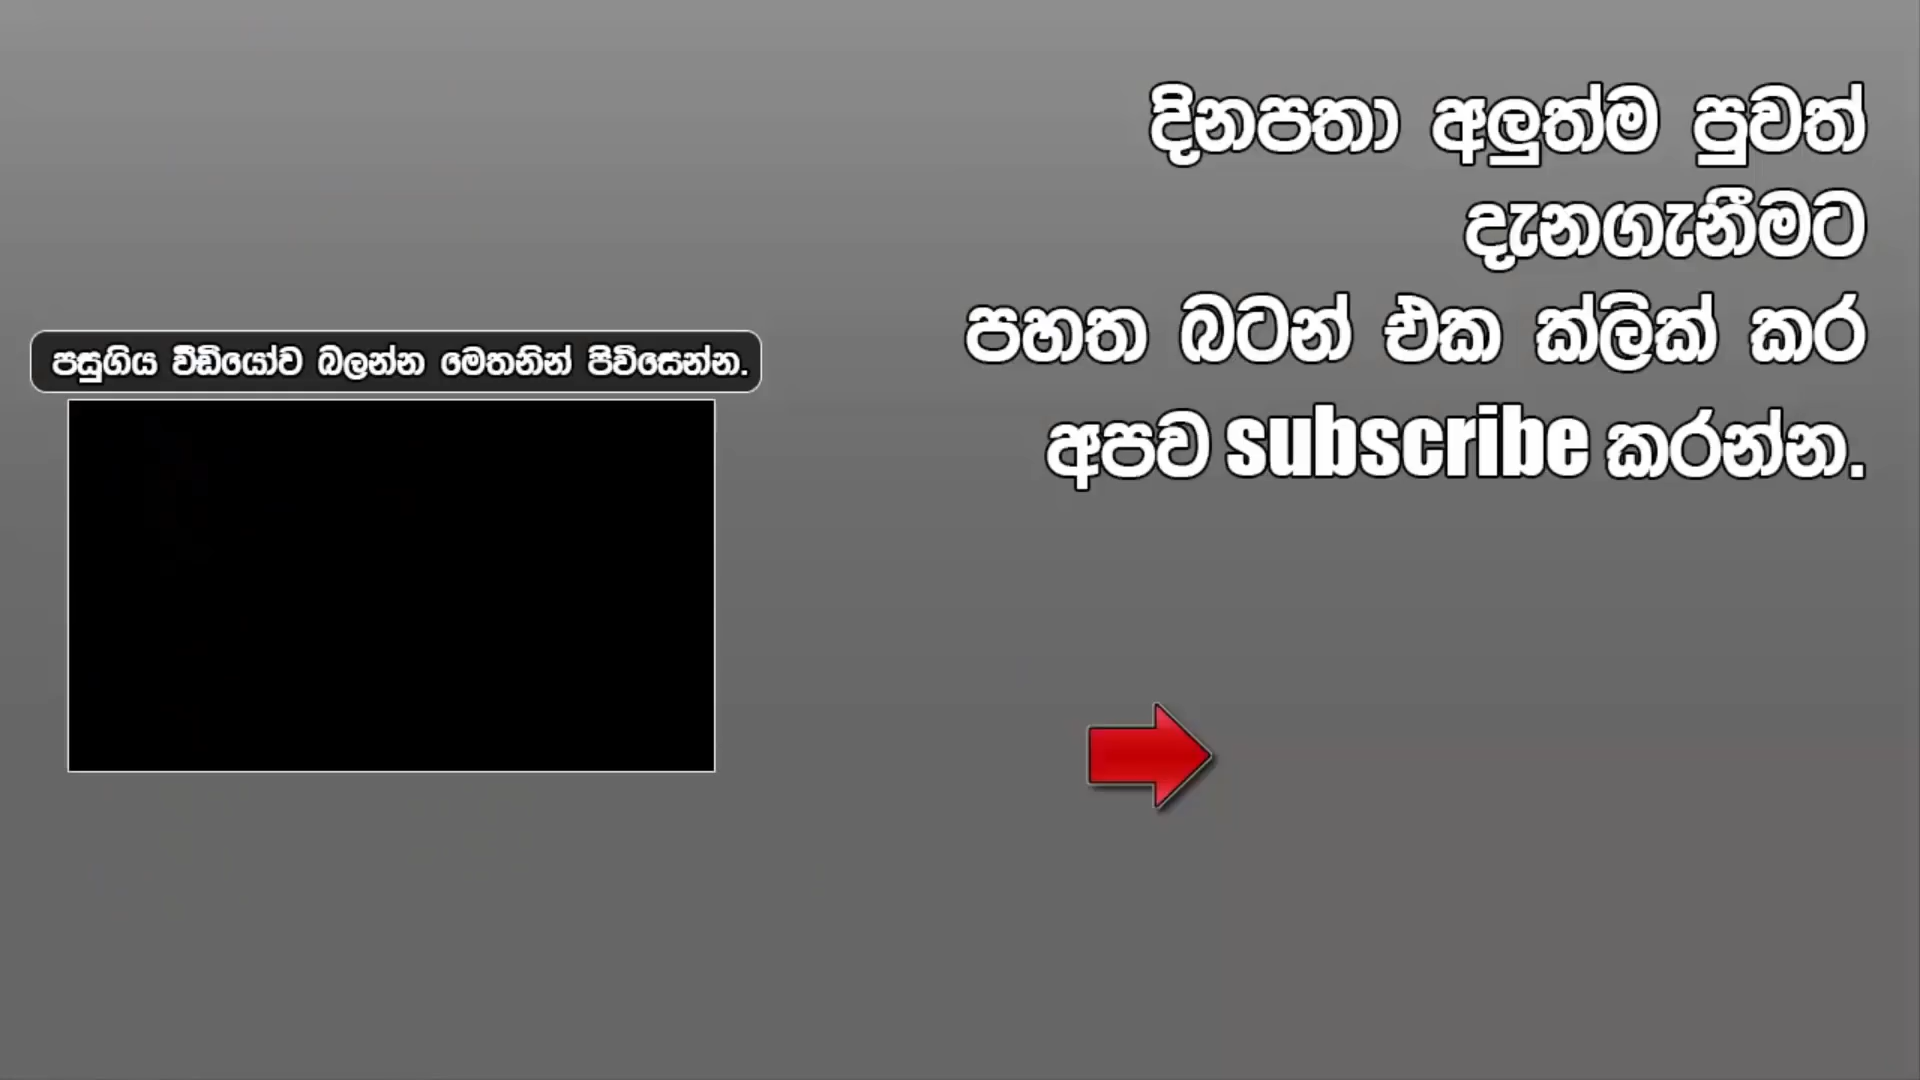 දිනපතා අලුත්ම පුවත්
දැනගැනීමට
පහත බටන් එක ක්ලික් කර
අපව subscribe කරන්න.
පසුගිය වීඩියෝව බලන්න මෙතනින් පිවිසෙන්න.